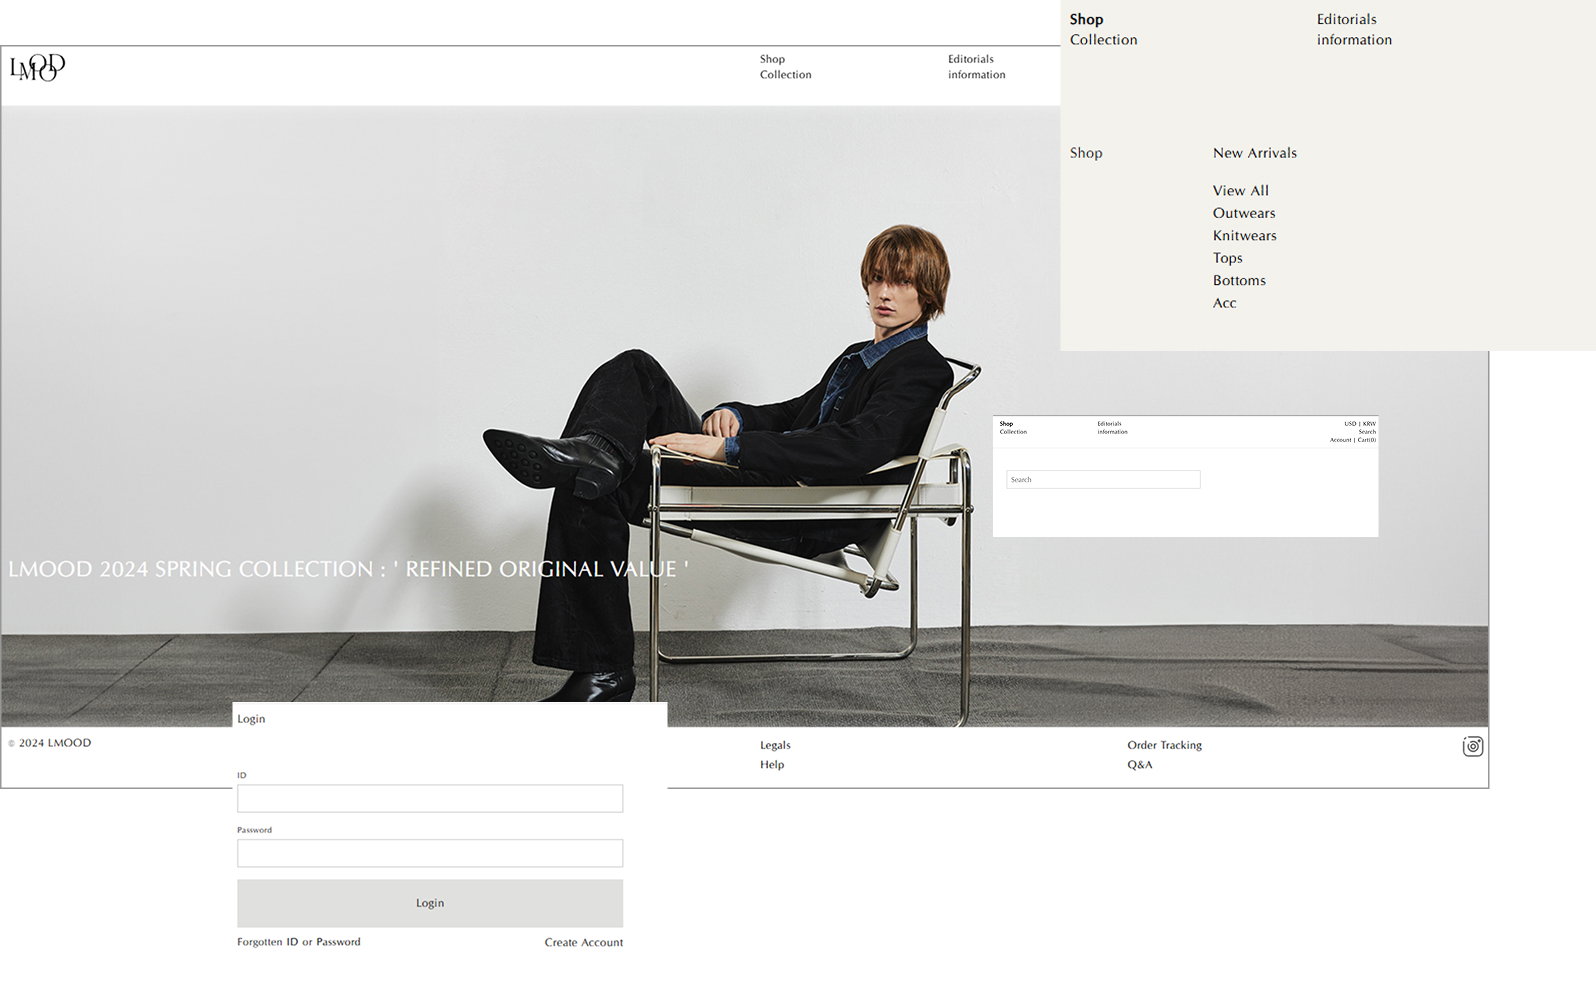 LMOOD
Shop
Collection
Editorials
information
Shop
Collection
Editorials
information
Shop
New Arrivals
View All
Outwears
Knitwears
Tops
Bottoms
Acc
Shop
Collection
Editorials
information
USD | KRW
Search
Account | Cart(0)
Search
LMOOD 2024 SPRING COLLECTION : ' REFINED ORIGINAL VALUE '
© 2024 LMOOD
Legals
Help
Order Tracking
Q&A
Login
ID
Password
Login
Forgotten ID or Password
Create Account